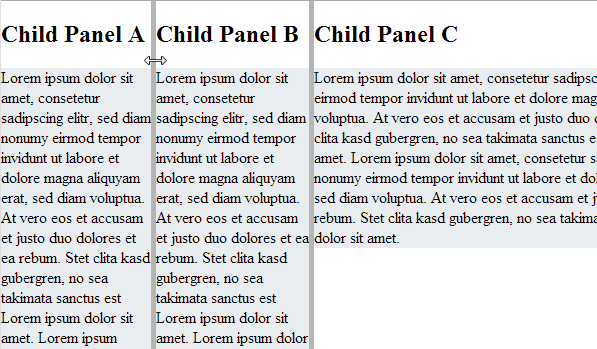 Child Panel A
Lorem ipsum dolor sit
amet, consetetur
sadipscing elitr, sed diam
nonumy eirmod tempor
invidunt ut labore et
dolore magna aliquyam
erat, sed diam voluptua.
At vero eos et accusam
et justo duo dolores et
ea rebum. Stet clita kasd
gubergren, no sea
takimata sanctus est
Lorem ipsum dolor sit
amet. Lorem ipsum
Child Panel B
Lorem ipsum dolor sit
amet, consetetur
sadipscing elitr, sed diam
nonumy eirmod tempor
invidunt ut labore et
dolore magna aliquyam
erat, sed diam voluptua.
At vero eos et accusam
et justo duo dolores et ea
rebum. Stet clita kasd
gubergren, no sea
takimata sanctus est
Lorem ipsum dolor sit
amet. Lorem ipsum dolor
Child Panel C
Lorem ipsum dolor sit amet, consetetur sadipsc
eirmod tempor invidunt ut labore et dolore mag
voluptua. At vero eos et accusam et justo duo
clita kasd gubergren, no sea takimata sanctus es
amet. Lorem ipsum dolor sit amet, consetetur sa
nonumy eirmod tempor invidunt ut labore et do
sed diam voluptua. At vero eos et accusam et ju
rebum. Stet clita kasd gubergren, no sea takima
dolor sit amet.